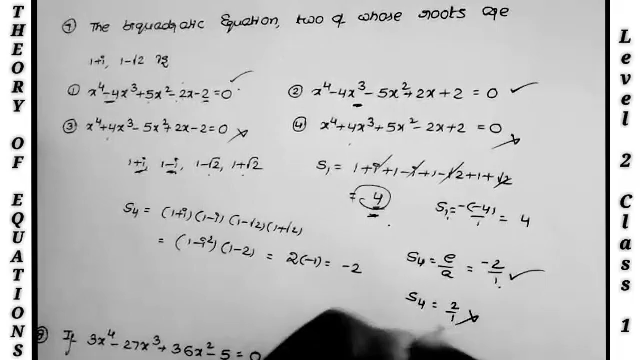 THEORY OF EQUATIONS
⑦ The biquadratic Equation, two of whose roots are
1+i, 1-√2 is
① x⁴-4x³+5x²-2x-2=0 ✓
② x⁴-4x³-5x²+2x+2=0 ✓
③ x⁴+4x³-5x²+2x-2=0 ✗
④ x⁴+4x³+5x²-2x+2=0 ✗
1+i, 1-i, 1-√2, 1+√2
S₁ = 1+i+1-i+1-√2+1+√2
= 4
S₁ = -(-4)/1 = 4
S₄ = (1+i)(1-i)(1-√2)(1+√2)
= (1-i²)(1-2) = 2(-1) = -2
S₄ = e/a = -2/1 ✓
S₄ = 2/1 ✗
If 3x⁴-27x³+36x²-5=0
Level 2 Class 1